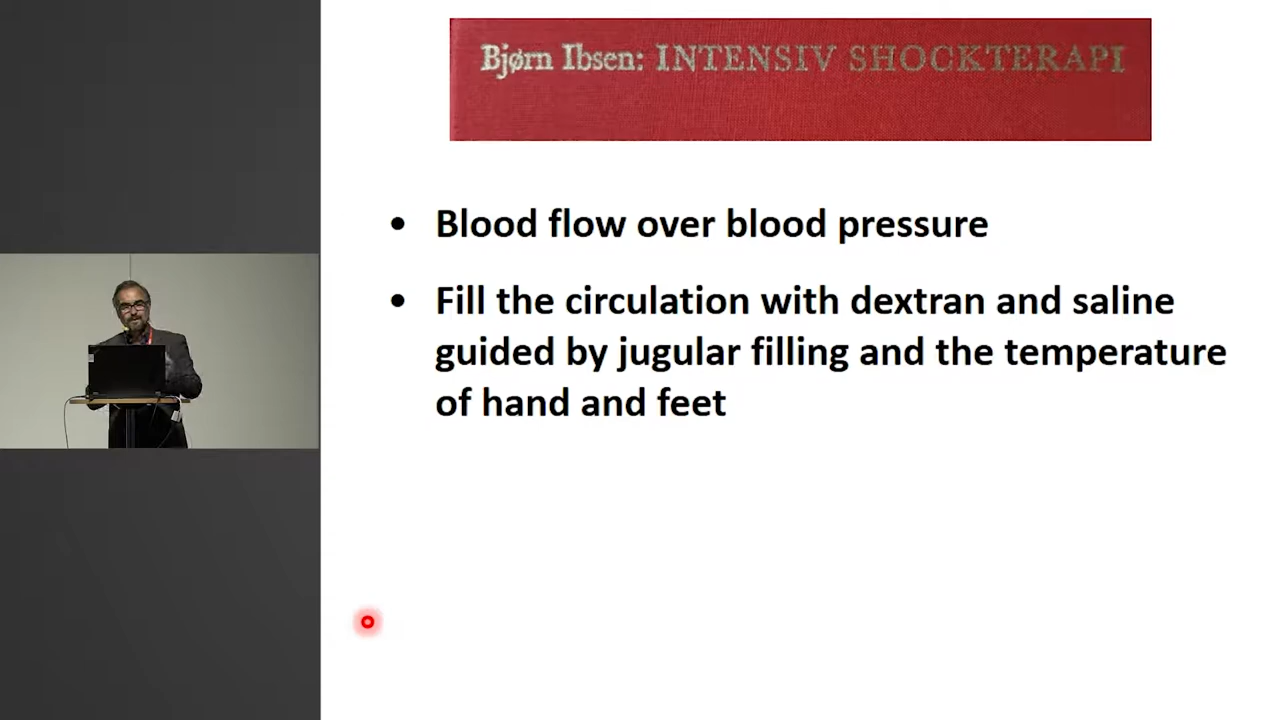 Bjørn Ibsen: INTENSIV SHOCKTERAPI
• Blood flow over blood pressure
• Fill the circulation with dextran and saline
guided by jugular filling and the temperature
of hand and feet